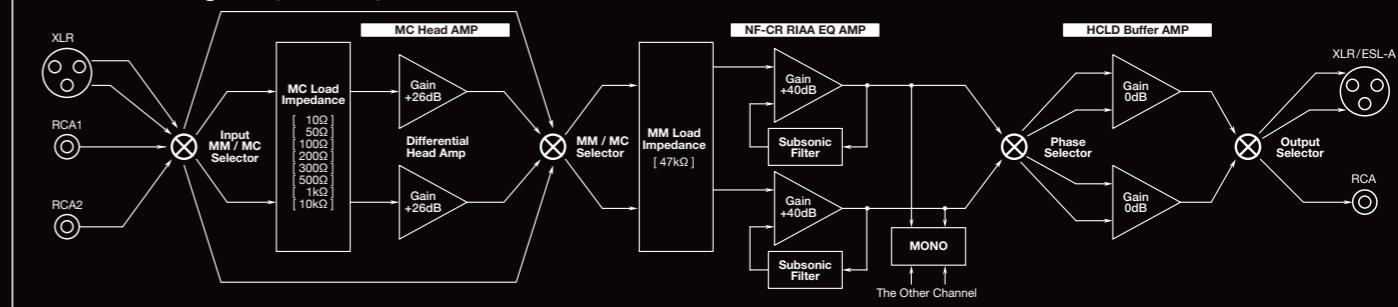 MC Head AMP
NF-CR RIAA EQ AMP
HCLD Buffer AMP
XLR
RCA1
RCA2
Input
MM / MC
Selector
MC Load
Impedance
[ 10Ω ]
[ 50Ω ]
[ 100Ω ]
[ 200Ω ]
[ 300Ω ]
[ 500Ω ]
[ 1kΩ ]
[ 10kΩ ]
Gain
+26dB
Differential
Head Amp
Gain
+26dB
MM / MC
Selector
MM Load
Impedance
[ 47kΩ ]
Gain
+40dB
Subsonic
Filter
Gain
+40dB
Subsonic
Filter
MONO
The Other Channel
Phase
Selector
Gain
0dB
Gain
0dB
Output
Selector
XLR/ESL-A
RCA